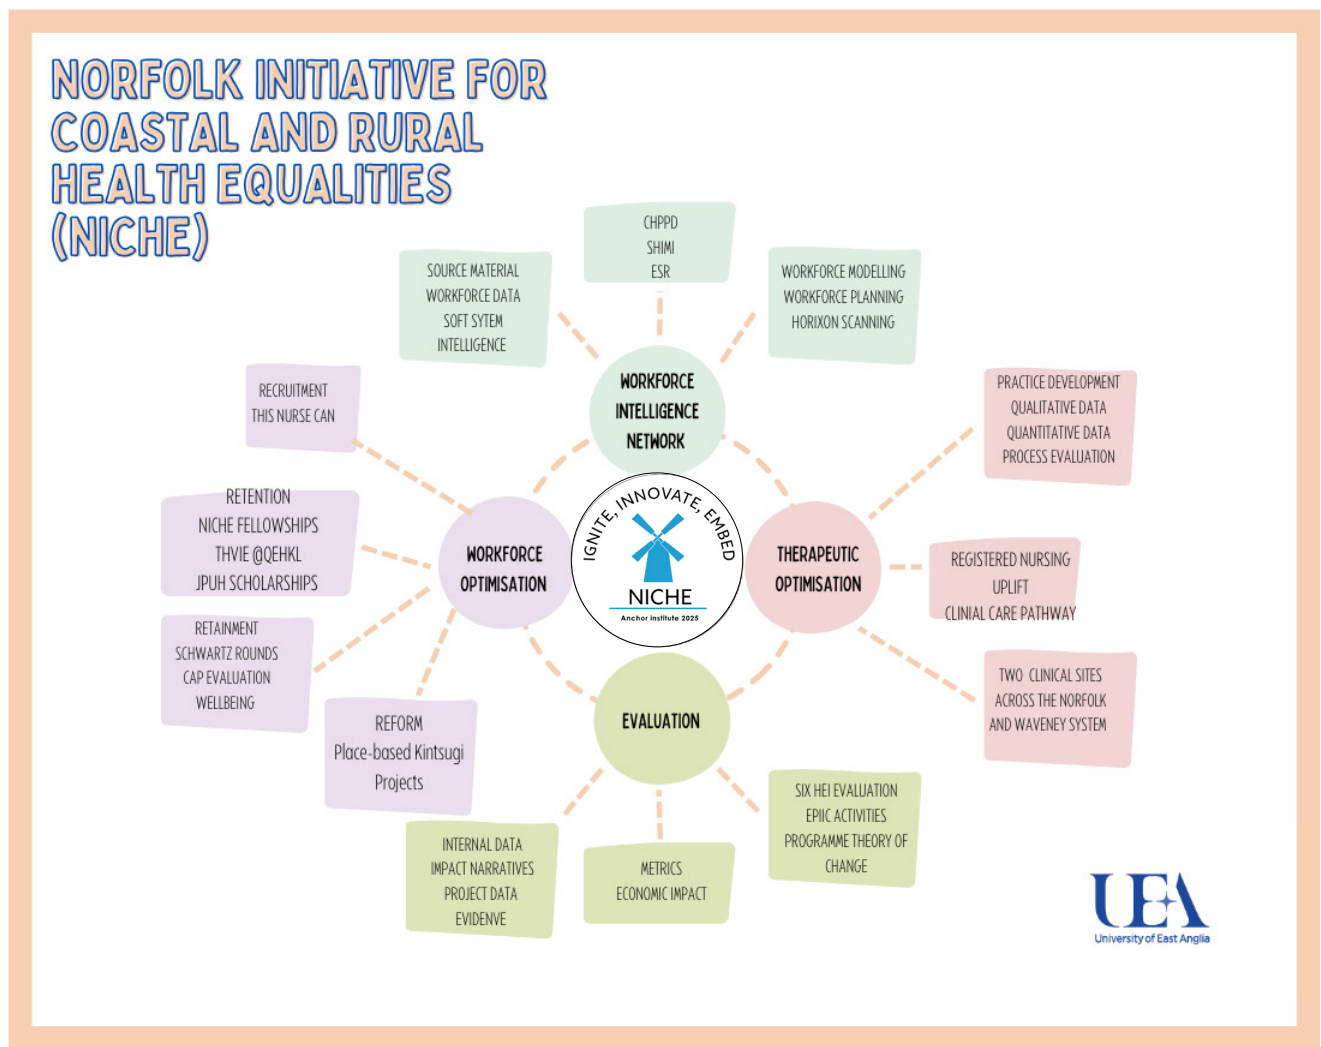 NORFOLK INITIATIVE FOR
COASTAL AND RURAL
HEALTH EQUALITIES
(NICHE)
CHPPD
SHIMI
ESR
SOURCE MATERIAL
WORKFORCE DATA
SOFT SYTEM
INTELLIGENCE
WORKFORCE MODELLING
WORKFORCE PLANNING
HORIXON SCANNING
WORKFORCE
INTELLIGENCE
NETWORK
RECRUITMENT
THIS NURSE CAN
PRACTICE DEVELOPMENT
QUALITATIVE DATA
QUANTITATIVE DATA
PROCESS EVALUATION
RETENTION
NICHE FELLOWSHIPS
THVIE @QEHKL
JPUH SCHOLARSHIPS
WORKFORCE
OPTIMISATION
IGNITE, INNOVATE, EMBED
NICHE
Anchor Institute 2025
THERAPEUTIC
OPTIMISATION
REGISTERED NURSING
UPLIFT
CLINIAL CARE PATHWAY
RETAINMENT
SCHWARTZ ROUNDS
CAP EVALUATION
WELLBEING
TWO CLINICAL SITES
ACROSS THE NORFOLK
AND WAVENEY SYSTEM
REFORM
Place-based Kintsugi
Projects
EVALUATION
INTERNAL DATA
IMPACT NARRATIVES
PROJECT DATA
EVIDENVE
METRICS
ECONOMIC IMPACT
SIX HEI EVALUATION
EPIIC ACTIVITIES
PROGRAMME THEORY OF
CHANGE
UEA
University of East Anglia